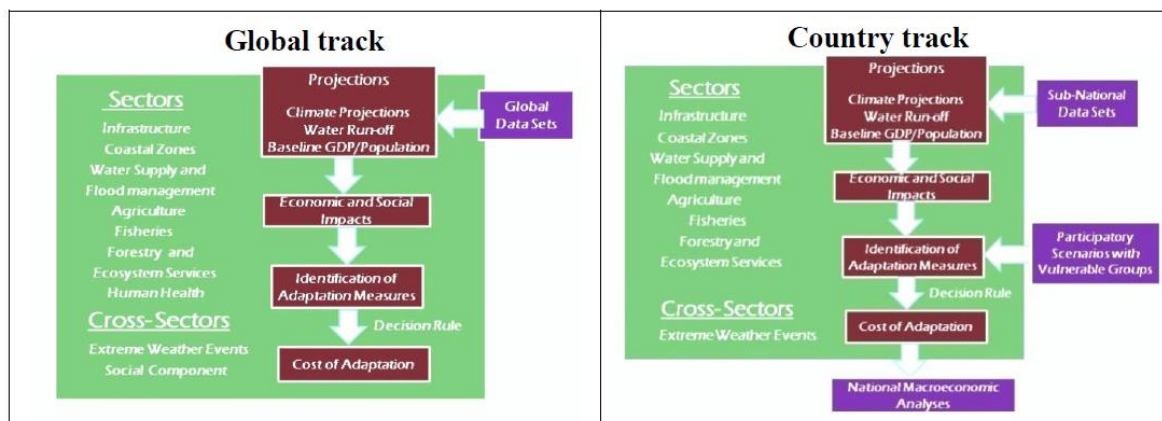 Global track
Projections
Climate Projections
Water Run-off
Baseline GDP/Population
Global
Data Sets
Sectors
Infrastructure
Coastal Zones
Water Supply and
Flood management
Agriculture
Fisheries
Forestry and
Ecosystem Services
Human Health
Cross-Sectors
Extreme Weather Events
Social Component
Economic and Social
Impacts
Identification of
Adaptation Measures
Decision Rule
Cost of Adaptation
Country track
Projections
Climate Projections
Water Run-off
Baseline GDP/Population
Sub-National
Data Sets
Sectors
Infrastructure
Coastal Zones
Water Supply and
Flood management
Agriculture
Fisheries
Forestry and
Ecosystem Services
Cross-Sectors
Extreme Weather Events
Economic and Social
Impacts
Identification of
Adaptation Measures
Participatory
Scenarios with
Vulnerable Groups
Decision Rule
Cost of Adaptation
National Macroeconomic
Analyses